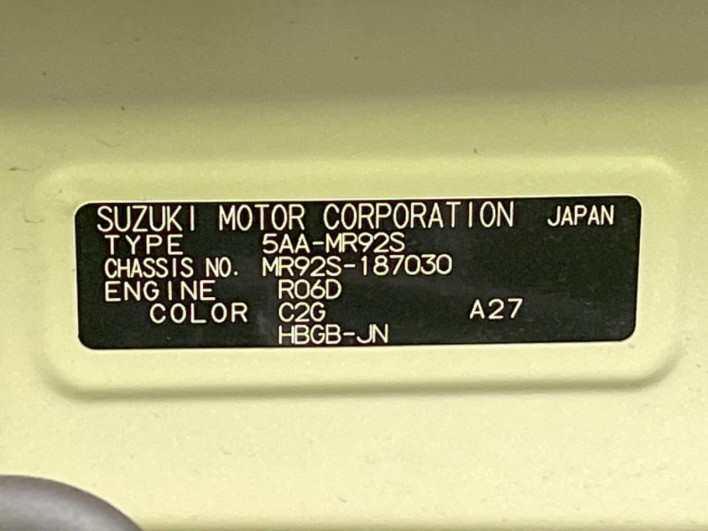 SUZUKI MOTOR CORPORATION JAPAN
TYPE 5AA-MR92S
CHASSIS NO. MR92S-187030
ENGINE R06D
COLOR C2G A27
HBGB-JN